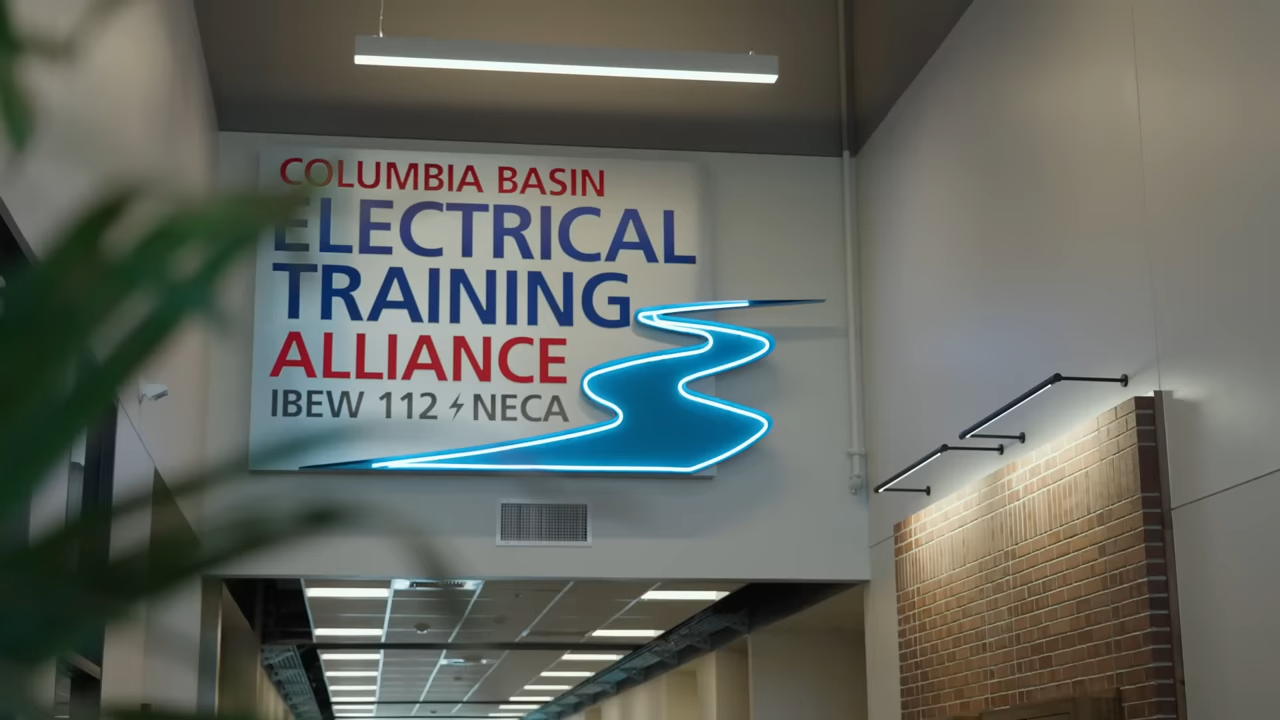 COLUMBIA BASIN
ELECTRICAL
TRAINING
ALLIANCE
IBEW 112 ⚡ NECA